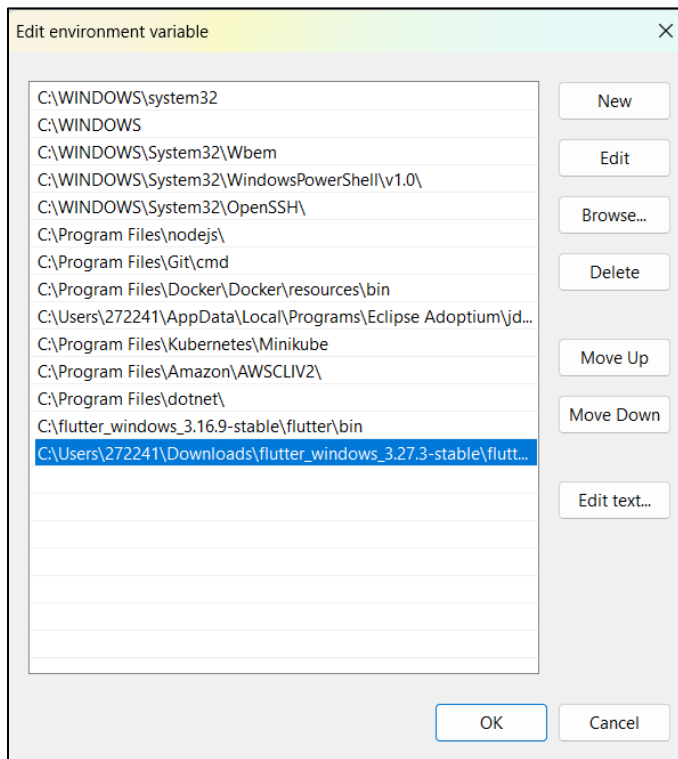 Edit environment variable
C:\WINDOWS\system32
C:\WINDOWS
C:\WINDOWS\System32\Wbem
C:\WINDOWS\System32\WindowsPowerShell\v1.0\
C:\WINDOWS\System32\OpenSSH\
C:\Program Files\nodejs\
C:\Program Files\Git\cmd
C:\Program Files\Docker\Docker\resources\bin
C:\Users\272241\AppData\Local\Programs\Eclipse Adoptium\jd...
C:\Program Files\Kubernetes\Minikube
C:\Program Files\Amazon\AWSCLIV2\
C:\Program Files\dotnet\
C:\flutter_windows_3.16.9-stable\flutter\bin
C:\Users\272241\Downloads\flutter_windows_3.27.3-stable\flutt...
New
Edit
Browse...
Delete
Move Up
Move Down
Edit text...
OK
Cancel